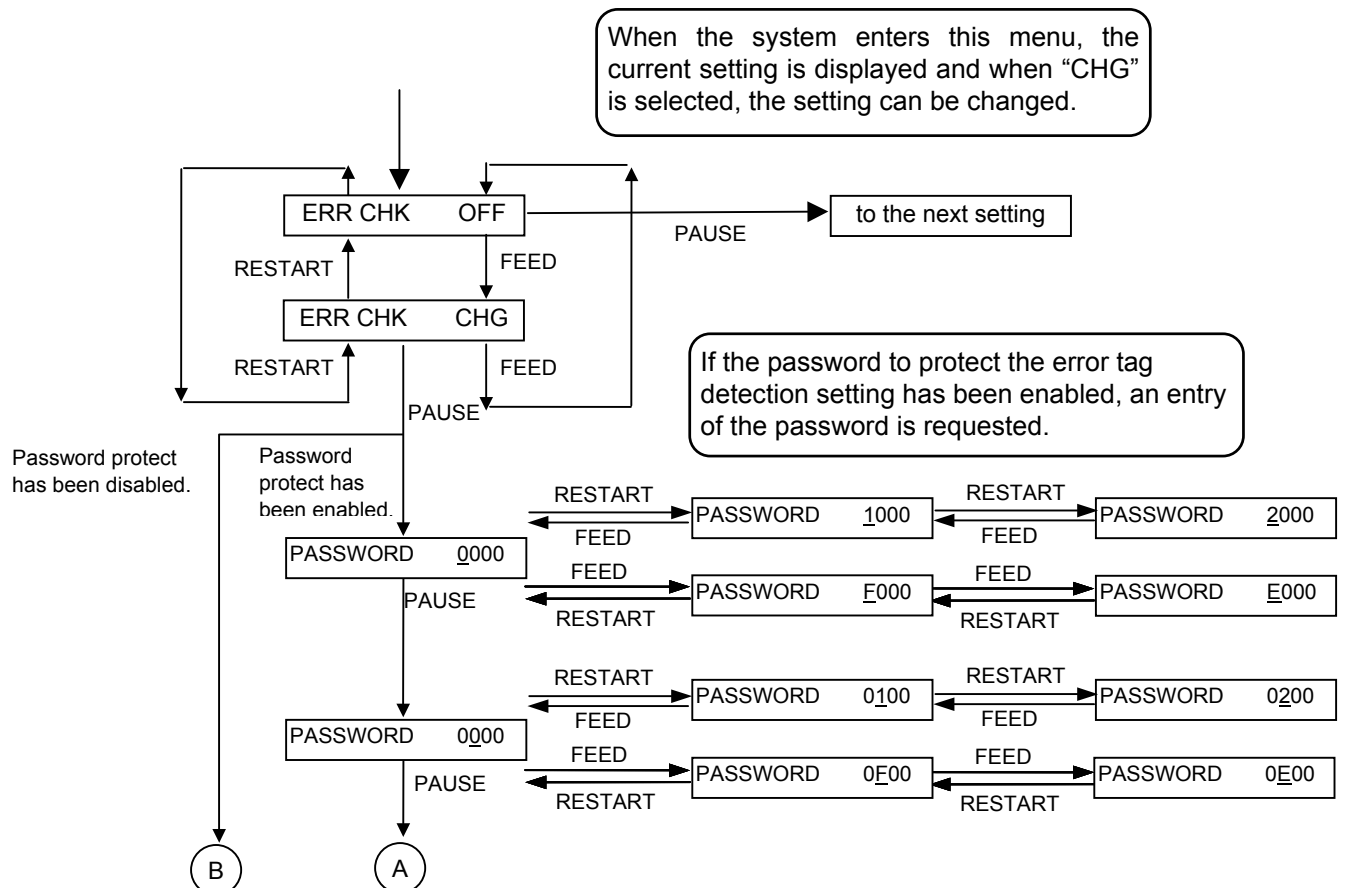 When the system enters this menu, the
current setting is displayed and when “CHG”
is selected, the setting can be changed.
ERR CHK OFF
PAUSE
to the next setting
RESTART
FEED
ERR CHK CHG
RESTART
FEED
PAUSE
If the password to protect the error tag
detection setting has been enabled, an entry
of the password is requested.
Password protect
has been disabled.
Password
protect has
been enabled.
RESTART
FEED
PASSWORD 1000
RESTART
FEED
PASSWORD 2000
PASSWORD 0000
PAUSE
FEED
RESTART
PASSWORD F000
FEED
RESTART
PASSWORD E000
RESTART
FEED
PASSWORD 0100
RESTART
FEED
PASSWORD 0200
PASSWORD 0000
PAUSE
FEED
RESTART
PASSWORD 0F00
FEED
RESTART
PASSWORD 0E00
B
A